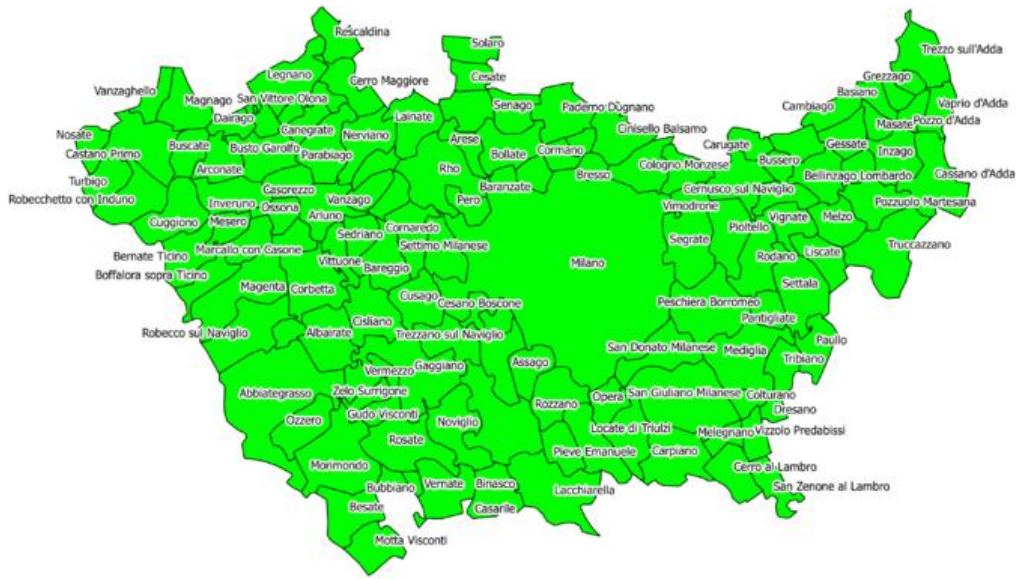 Rescaldina
Solaro
Trezzo sull'Adda
Legnano
Cerro Maggiore
Cesate
Grezzago
Vanzaghello
Magnago
San Vittore Olona
Basiano
Dairago
Lainate
Senago
Paderno Dugnano
Cambiago
Vaprio d'Adda
Nosate
Canegrate
Nerviano
Cinisello Balsamo
Masate
Pozzo d'Adda
Castano Primo
Buscate
Busto Garolfo
Parabiago
Arese
Bollate
Cormano
Carugate
Gessate
Inzago
Arconate
Rho
Bresso
Cologno Monzese
Bussero
Bellinzago Lombardo
Cassano d'Adda
Turbigo
Casorezzo
Baranzate
Cernusco sul Naviglio
Robecchetto con Induno
Inveruno
Ossona
Vanzago
Pero
Vimodrone
Pozzuolo Martesana
Cuggiono
Mesero
Arluno
Cornaredo
Pioltello
Vignate
Melzo
Sedriano
Settimo Milanese
Segrate
Truccazzano
Bernate Ticino
Marcallo con Casone
Vittuone
Bareggio
Milano
Rodano
Liscate
Boffalora sopra Ticino
Magenta
Corbetta
Cusago
Cesano Boscone
Peschiera Borromeo
Settala
Robecco sul Naviglio
Albairate
Cisliano
Trezzano sul Naviglio
Pantigliate
Paullo
San Donato Milanese
Mediglia
Tribiano
Vermezzo
Gaggiano
Assago
Abbiategrasso
Zelo Surrigone
Rozzano
Opera
San Giuliano Milanese
Colturano
Dresano
Ozzero
Gudo Visconti
Noviglio
Locate di Triulzi
Melegnano
Vizzolo Predabissi
Rosate
Pieve Emanuele
Carpiano
Morimondo
Cerro al Lambro
Bubbiano
Vernate
Binasco
Lacchiarella
San Zenone al Lambro
Besate
Casarile
Motta Visconti